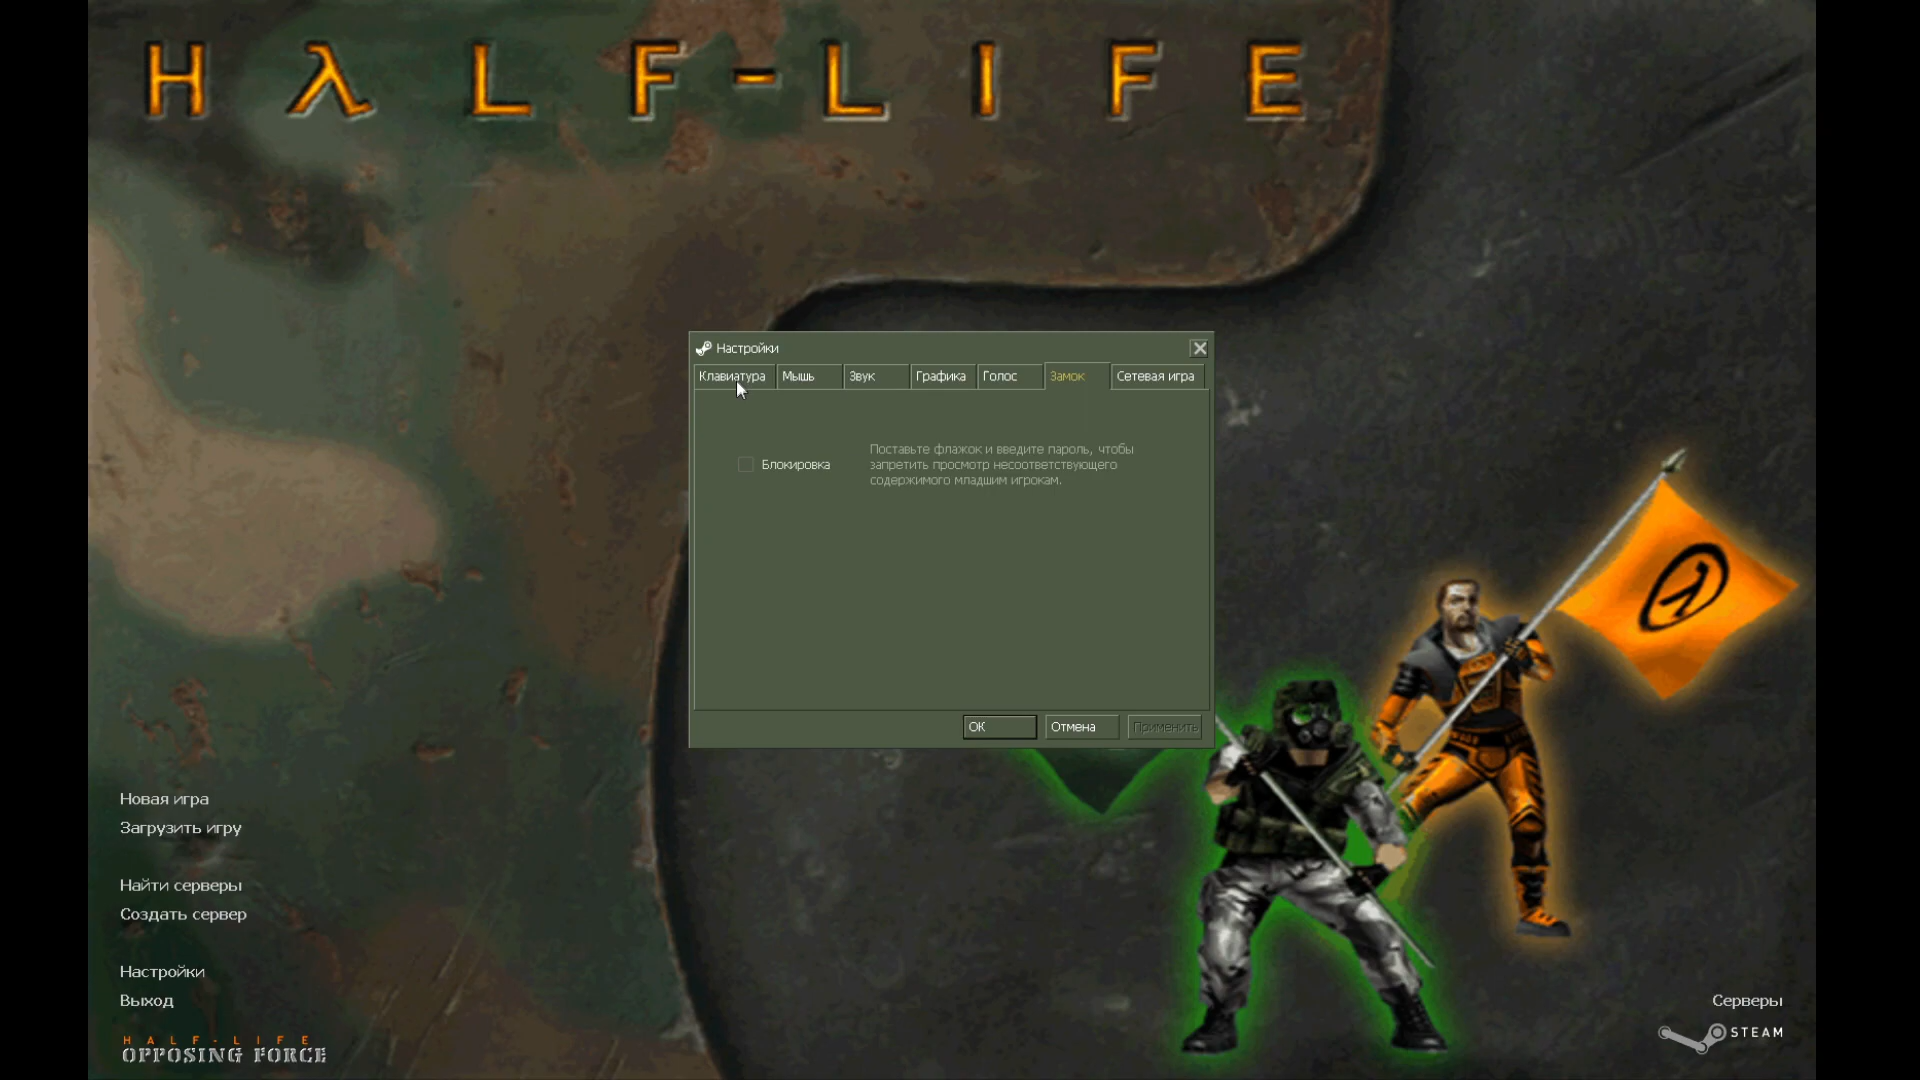 HλLF-LIFE
Настройки
Клавиатура Мышь Звук Графика Голос Замок Сетевая игра
Блокировка
Поставьте флажок и введите пароль, чтобы
запретить просмотр несоответствующего
содержимого младшим игрокам.
OK Отмена Применить
Новая игра
Загрузить игру
Найти серверы
Создать сервер
Настройки
Выход
HALF-LIFE
OPPOSING FORCE
Серверы
STEAM